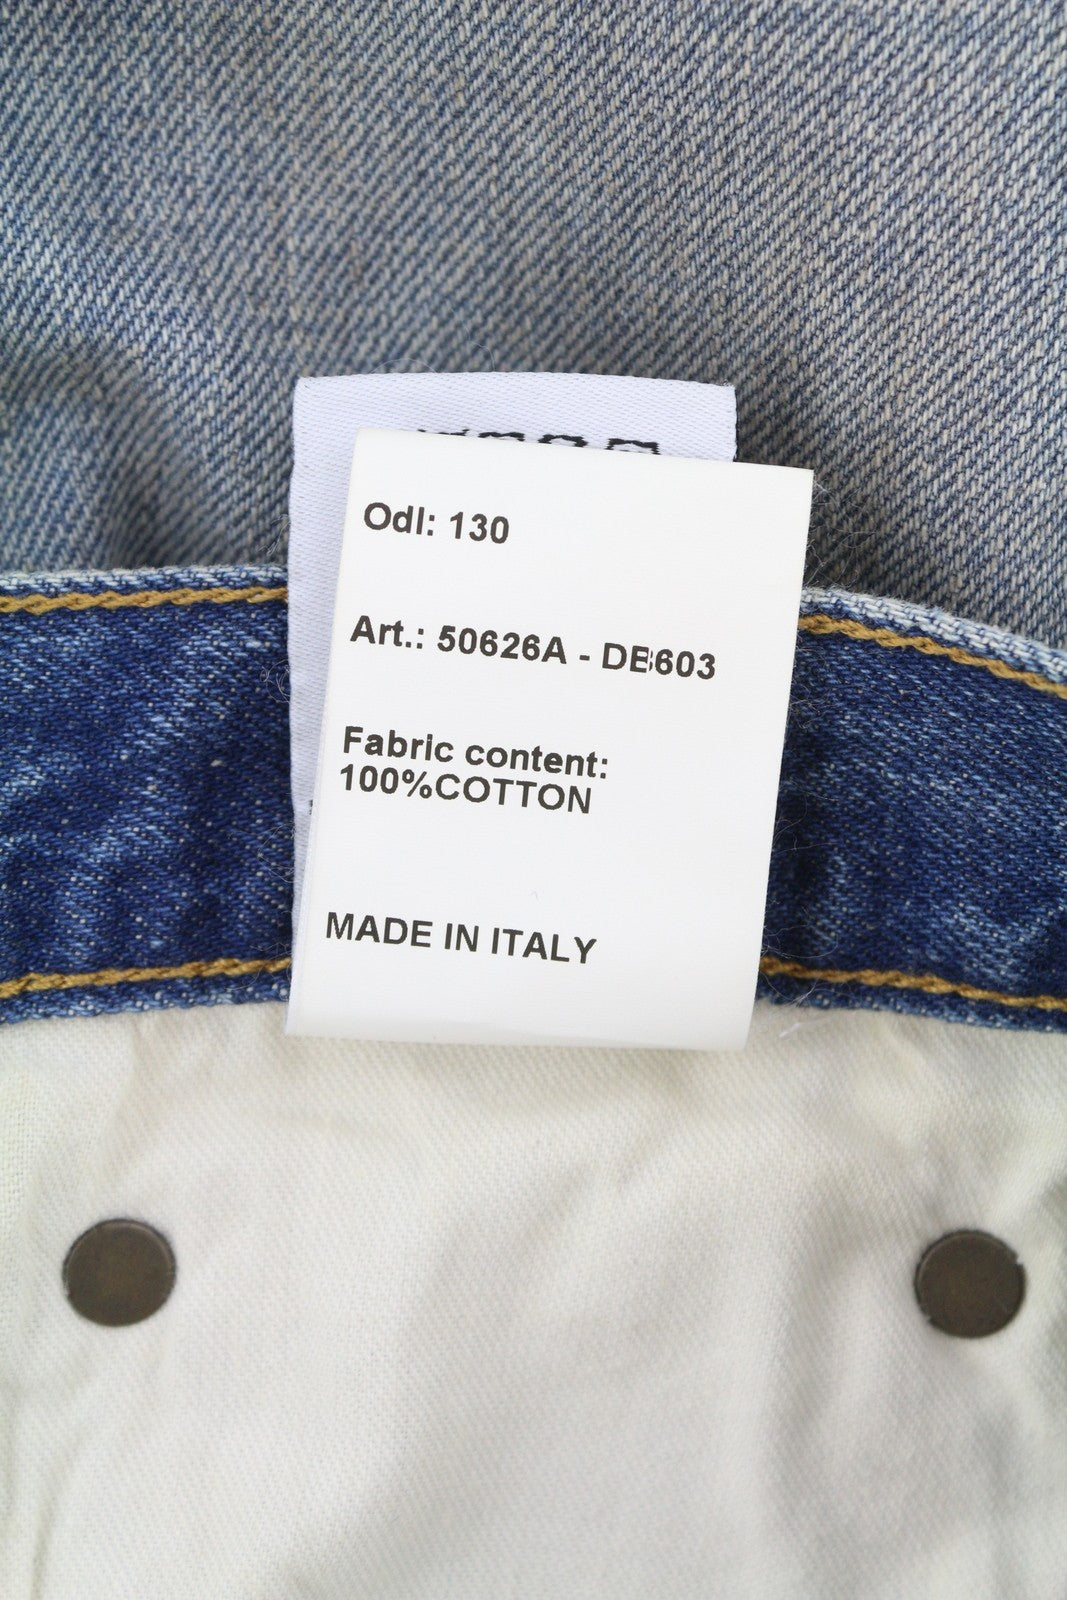 Odl: 130
Art.: 50626A - DB603
Fabric content:
100%COTTON
MADE IN ITALY